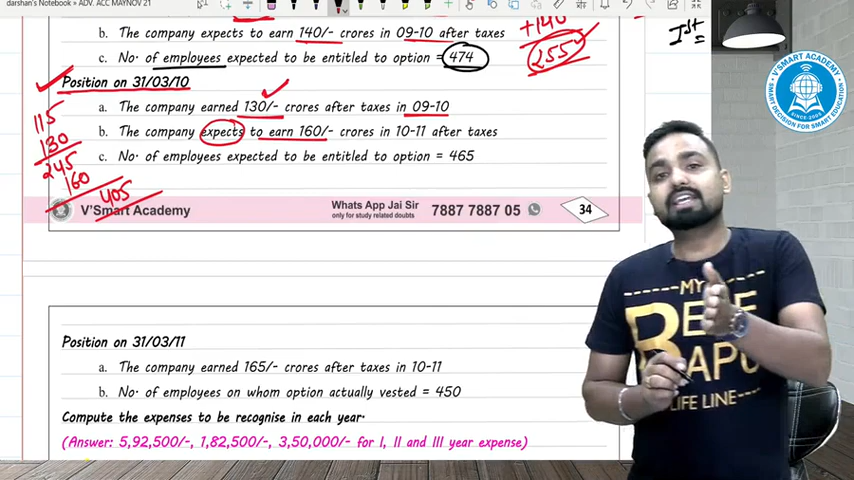 darshan's Notebook » ADV. ACC MAYNOV 21
b. The company expects to earn 140/- crores in 09-10 after taxes
c. No. of employees expected to be entitled to option = 474
+140
255
Ist
Position on 31/03/10
a. The company earned 130/- crores after taxes in 09-10
b. The company expects to earn 160/- crores in 10-11 after taxes
c. No. of employees expected to be entitled to option = 465
115
130
245
160
405
V'Smart Academy
Whats App Jai Sir
only for study related doubts
7887 7887 05
34
Position on 31/03/11
a. The company earned 165/- crores after taxes in 10-11
b. No. of employees on whom option actually vested = 450
Compute the expenses to be recognise in each year.
(Answer: 5,92,500/-, 1,82,500/-, 3,50,000/- for I, II and III year expense)
V'SMART ACADEMY
SMART DECISION FOR SMART EDUCATION
SINCE-2005
MY
LIFE LINE